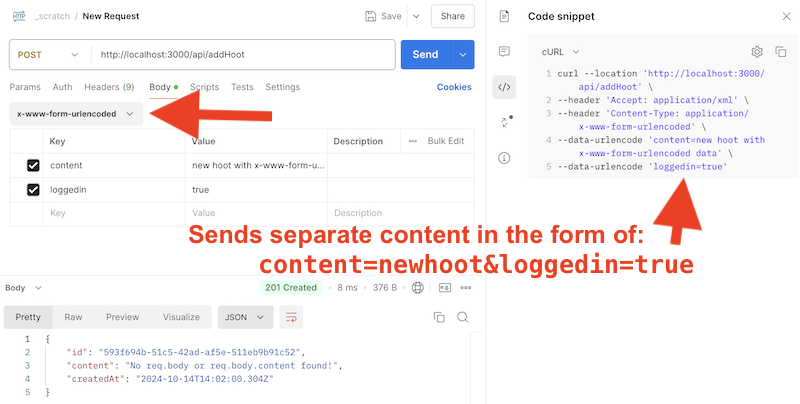 HTTP _scratch / New Request
Save
Share
POST
http://localhost:3000/api/addHoot
Send
Params Auth Headers (9) Body Scripts Tests Settings
Cookies
x-www-form-urlencoded
Key Value Description ••• Bulk Edit
content new hoot with x-www-form-u...
loggedin true
Key Value Description
Sends separate content in the form of:
content=newhoot&loggedin=true
Body
201 Created • 8 ms • 376 B
Pretty Raw Preview Visualize JSON
1 {
2 "id": "593f694b-51c5-42ad-af5e-511eb9b91c52",
3 "content": "No req.body or req.body.content found!",
4 "createdAt": "2024-10-14T14:02:00.304Z"
5 }
Code snippet
cURL
1 curl --location 'http://localhost:3000/
api/addHoot' \
2 --header 'Accept: application/xml' \
3 --header 'Content-Type: application/
x-www-form-urlencoded' \
4 --data-urlencode 'content=new hoot with
x-www-form-urlencoded data' \
5 --data-urlencode 'loggedin=true'